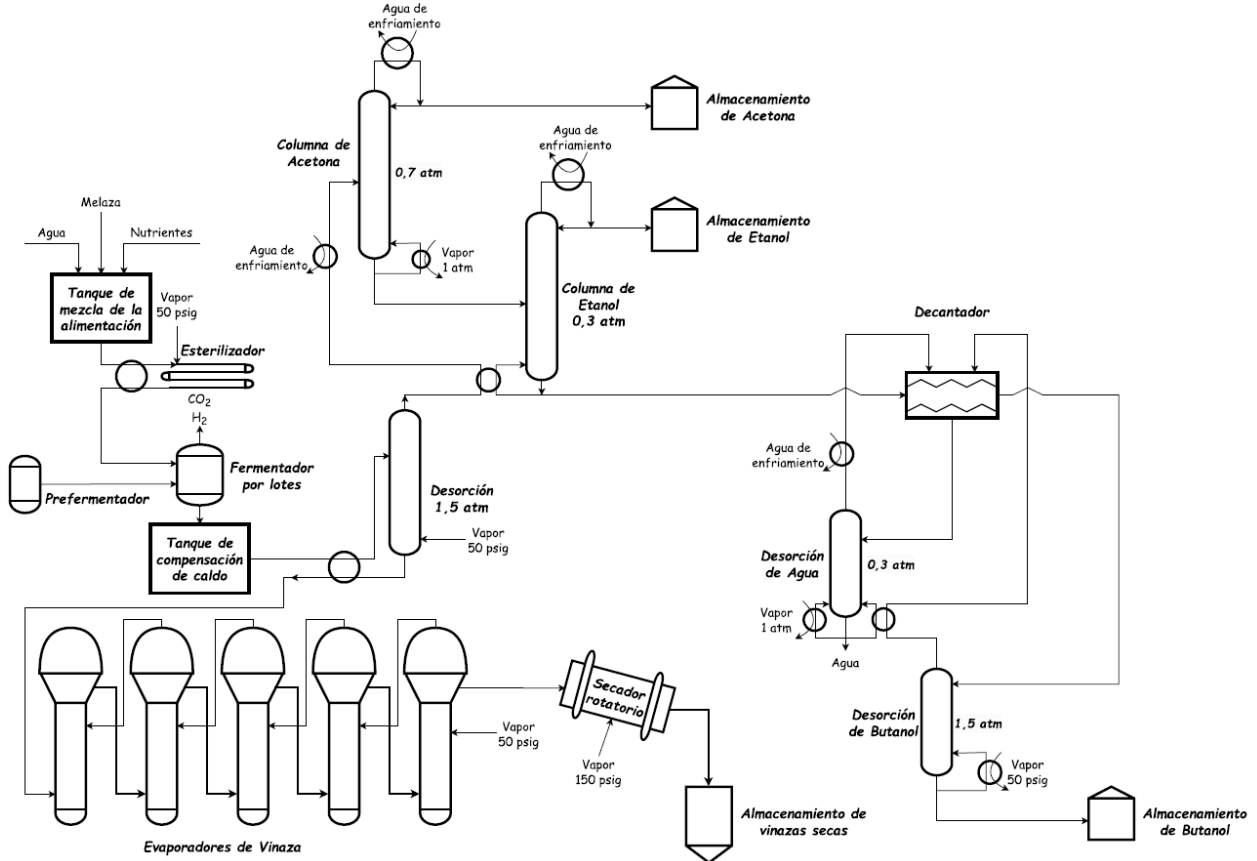 Agua de
enfriamiento
Almacenamiento
de Acetona
Columna de
Acetona
0,7 atm
Agua de
enfriamiento
Almacenamiento
de Etanol
Melaza
Agua
Nutrientes
Agua de
enfriamiento
Vapor
1 atm
Tanque de
mezcla de la
alimentación
Vapor
50 psig
Columna de
Etanol
0,3 atm
Decantador
Esterilizador
CO2
H2
Fermentador
por lotes
Prefermentador
Desorción
1,5 atm
Agua de
enfriamiento
Tanque de
compensación
de caldo
Vapor
50 psig
Desorción
de Agua
0,3 atm
Vapor
1 atm
Agua
Secador
rotatorio
Vapor
50 psig
Vapor
150 psig
Desorción
de Butanol
1,5 atm
Vapor
50 psig
Almacenamiento de
vinazas secas
Almacenamiento
de Butanol
Evaporadores de Vinaza